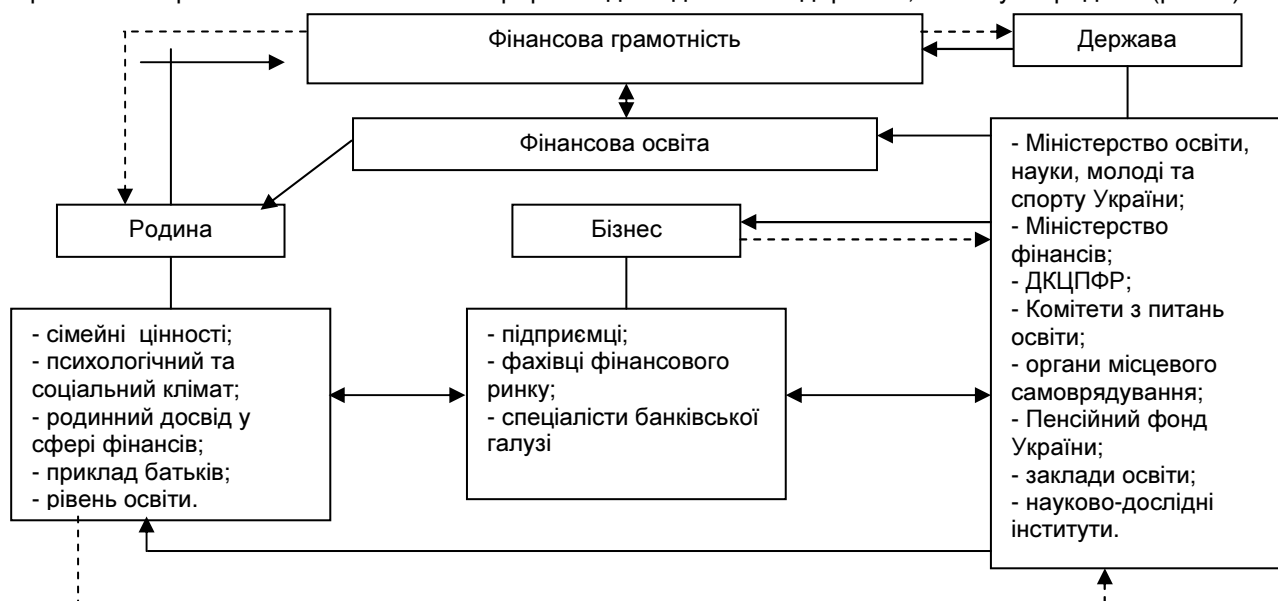 Фінансова грамотність
Держава
Фінансова освіта
Родина
Бізнес
- сімейні цінності;
- психологічний та
соціальний клімат;
- родинний досвід у
сфері фінансів;
- приклад батьків;
- рівень освіти.
- підприємці;
- фахівці фінансового
ринку;
- спеціалісти банківської
галузі
- Міністерство освіти,
науки, молоді та
спорту України;
- Міністерство
фінансів;
- ДКЦПФР;
- Комітети з питань
освіти;
- органи місцевого
самоврядування;
- Пенсійний фонд
України;
- заклади освіти;
- науково-дослідні
інститути.